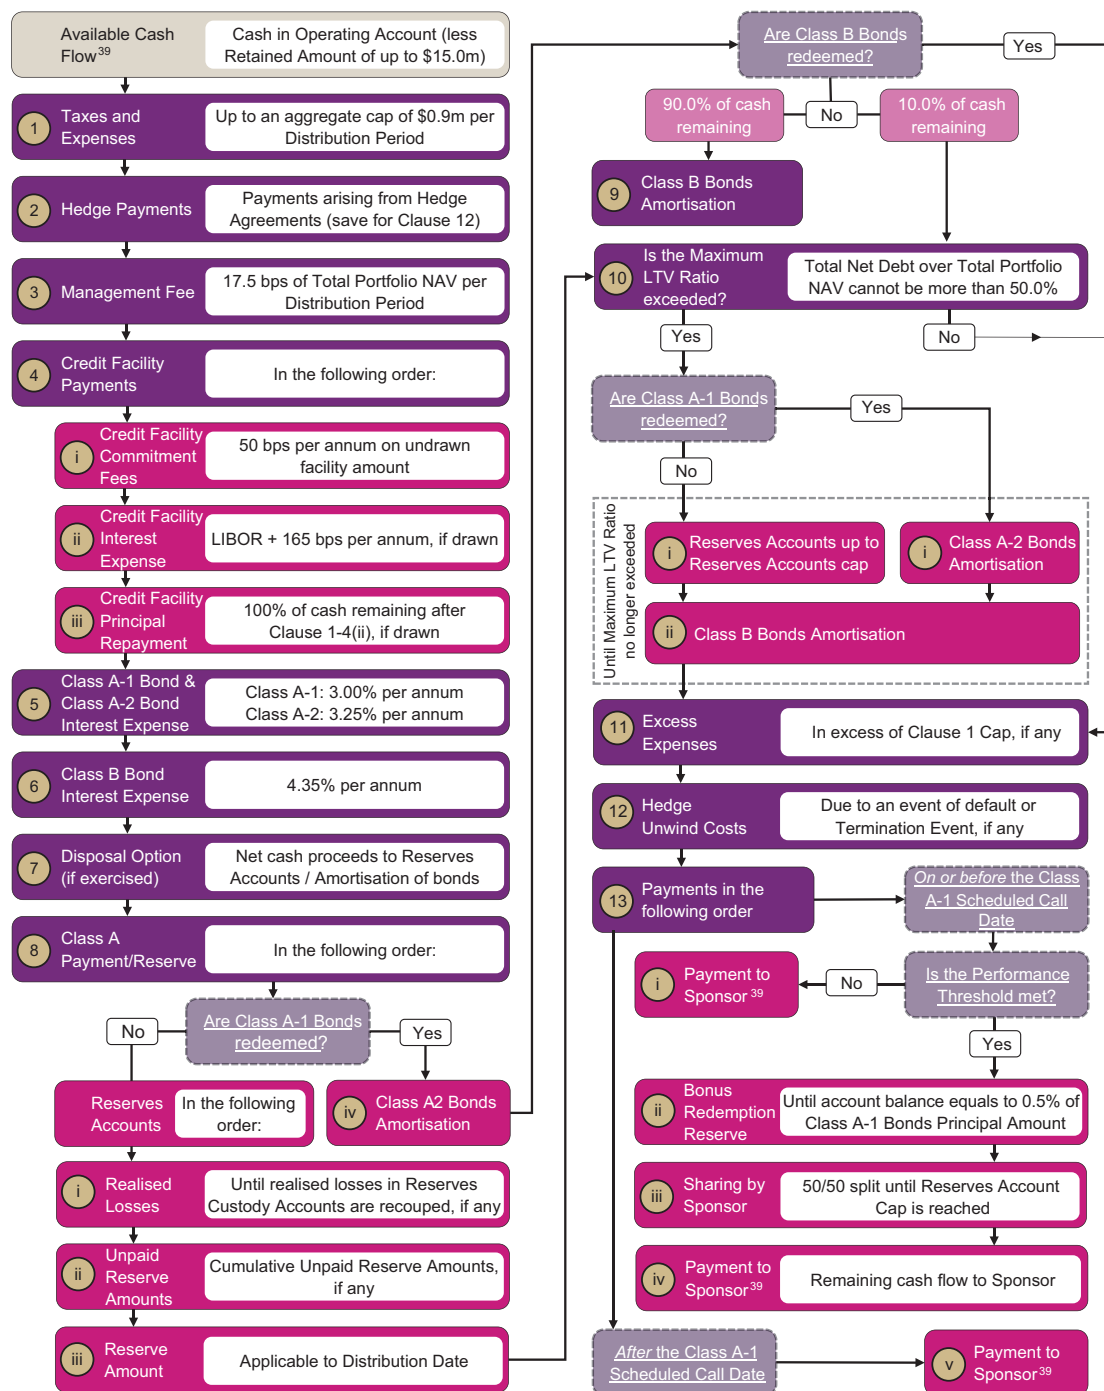 Available Cash
Flow39
Cash in Operating Account (less
Retained Amount of up to $15.0m)
1
Taxes and
Expenses
Up to an aggregate cap of $0.9m per
Distribution Period
2
Hedge Payments
Payments arising from Hedge
Agreements (save for Clause 12)
3
Management Fee
17.5 bps of Total Portfolio NAV per
Distribution Period
4
Credit Facility
Payments
In the following order:
i
Credit Facility
Commitment
Fees
50 bps per annum on undrawn
facility amount
ii
Credit Facility
Interest
Expense
LIBOR + 165 bps per annum, if drawn
iii
Credit Facility
Principal
Repayment
100% of cash remaining after
Clause 1-4(ii), if drawn
5
Class A-1 Bond &
Class A-2 Bond
Interest Expense
Class A-1: 3.00% per annum
Class A-2: 3.25% per annum
6
Class B Bond
Interest Expense
4.35% per annum
7
Disposal Option
(if exercised)
Net cash proceeds to Reserves
Accounts / Amortisation of bonds
8
Class A
Payment/Reserve
In the following order:
Are Class A-1 Bonds
redeemed?
No
Yes
Reserves
Accounts
In the following
order:
iv
Class A2 Bonds
Amortisation
i
Realised
Losses
Until realised losses in Reserves
Custody Accounts are recouped, if any
ii
Unpaid
Reserve
Amounts
Cumulative Unpaid Reserve Amounts,
if any
iii
Reserve
Amount
Applicable to Distribution Date
Are Class B Bonds
redeemed?
Yes
90.0% of cash
remaining
No
10.0% of cash
remaining
9
Class B Bonds
Amortisation
10
Is the Maximum
LTV Ratio
exceeded?
Total Net Debt over Total Portfolio
NAV cannot be more than 50.0%
Yes
No
Are Class A-1 Bonds
redeemed?
Yes
No
Until Maximum LTV Ratio
no longer exceeded
i
Reserves Accounts up to
Reserves Accounts cap
i
Class A-2 Bonds
Amortisation
ii
Class B Bonds Amortisation
11
Excess
Expenses
In excess of Clause 1 Cap, if any
12
Hedge
Unwind Costs
Due to an event of default or
Termination Event, if any
13
Payments in the
following order
On or before the Class
A-1 Scheduled Call
Date
i
Payment to
Sponsor39
No
Is the Performance
Threshold met?
Yes
ii
Bonus
Redemption
Reserve
Until account balance equals to 0.5% of
Class A-1 Bonds Principal Amount
iii
Sharing by
Sponsor
50/50 split until Reserves Account
Cap is reached
iv
Payment to
Sponsor39
Remaining cash flow to Sponsor
After the Class A-1
Scheduled Call Date
v
Payment to
Sponsor39